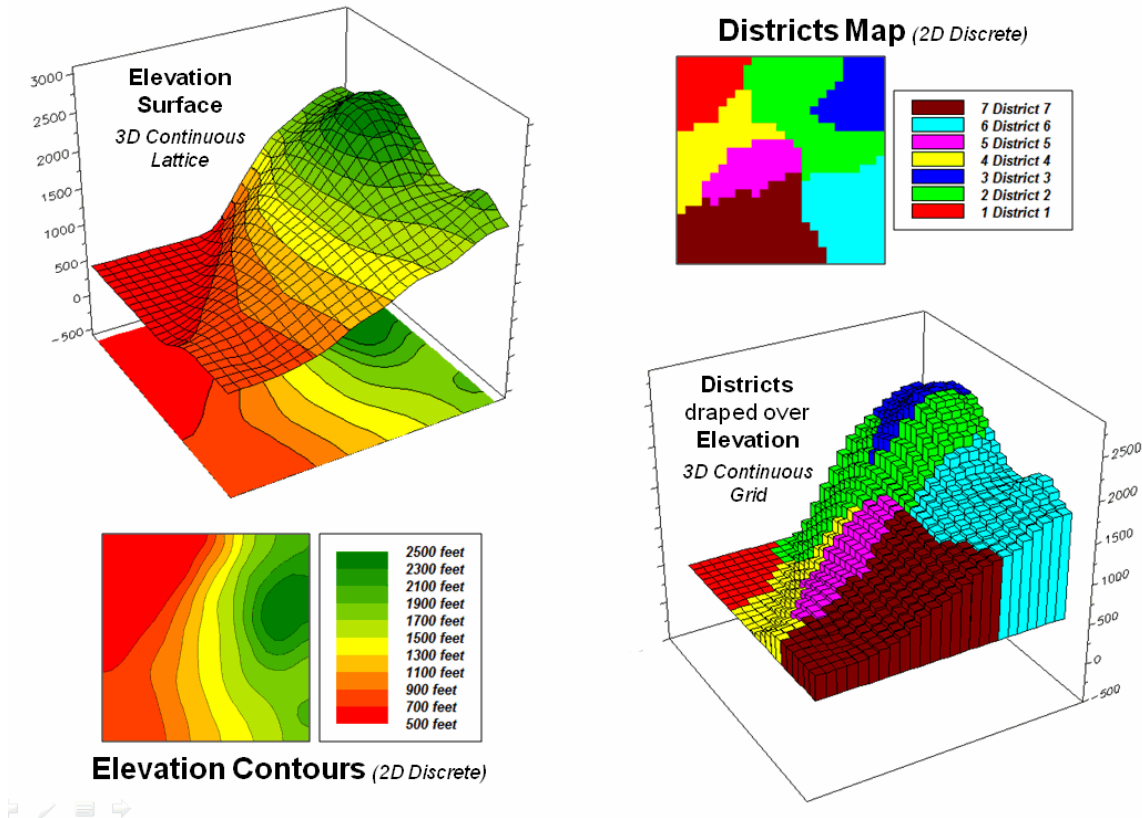 Elevation
Surface
3D Continuous
Lattice
3000
2500
2000
1500
1000
500
0
-500
Districts Map (2D Discrete)
7 District 7
6 District 6
5 District 5
4 District 4
3 District 3
2 District 2
1 District 1
Districts
draped over
Elevation
3D Continuous
Grid
2500
2000
1500
1000
500
0
-500
2500 feet
2300 feet
2100 feet
1900 feet
1700 feet
1500 feet
1300 feet
1100 feet
900 feet
700 feet
500 feet
Elevation Contours (2D Discrete)